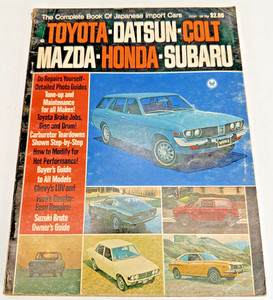 The Complete Book Of Japanese Import Cars
$2.00
TOYOTA·DATSUN·COLT
MAZDA·HONDA·SUBARU
Do Repairs Yourself-
Detailed Photo Guides
Tune-up and
Maintenance
for all Makes!
Toyota Brake Jobs,
Disc and Drum!
Carburetor Teardowns
Shown Step-by-Step
How to Modify for
Hot Performance!
Buyer's Guide
to All Models
Chevy's LUV and
Ford's Courier
Easy Repairs!
Suzuki Brute
Owner's Guide